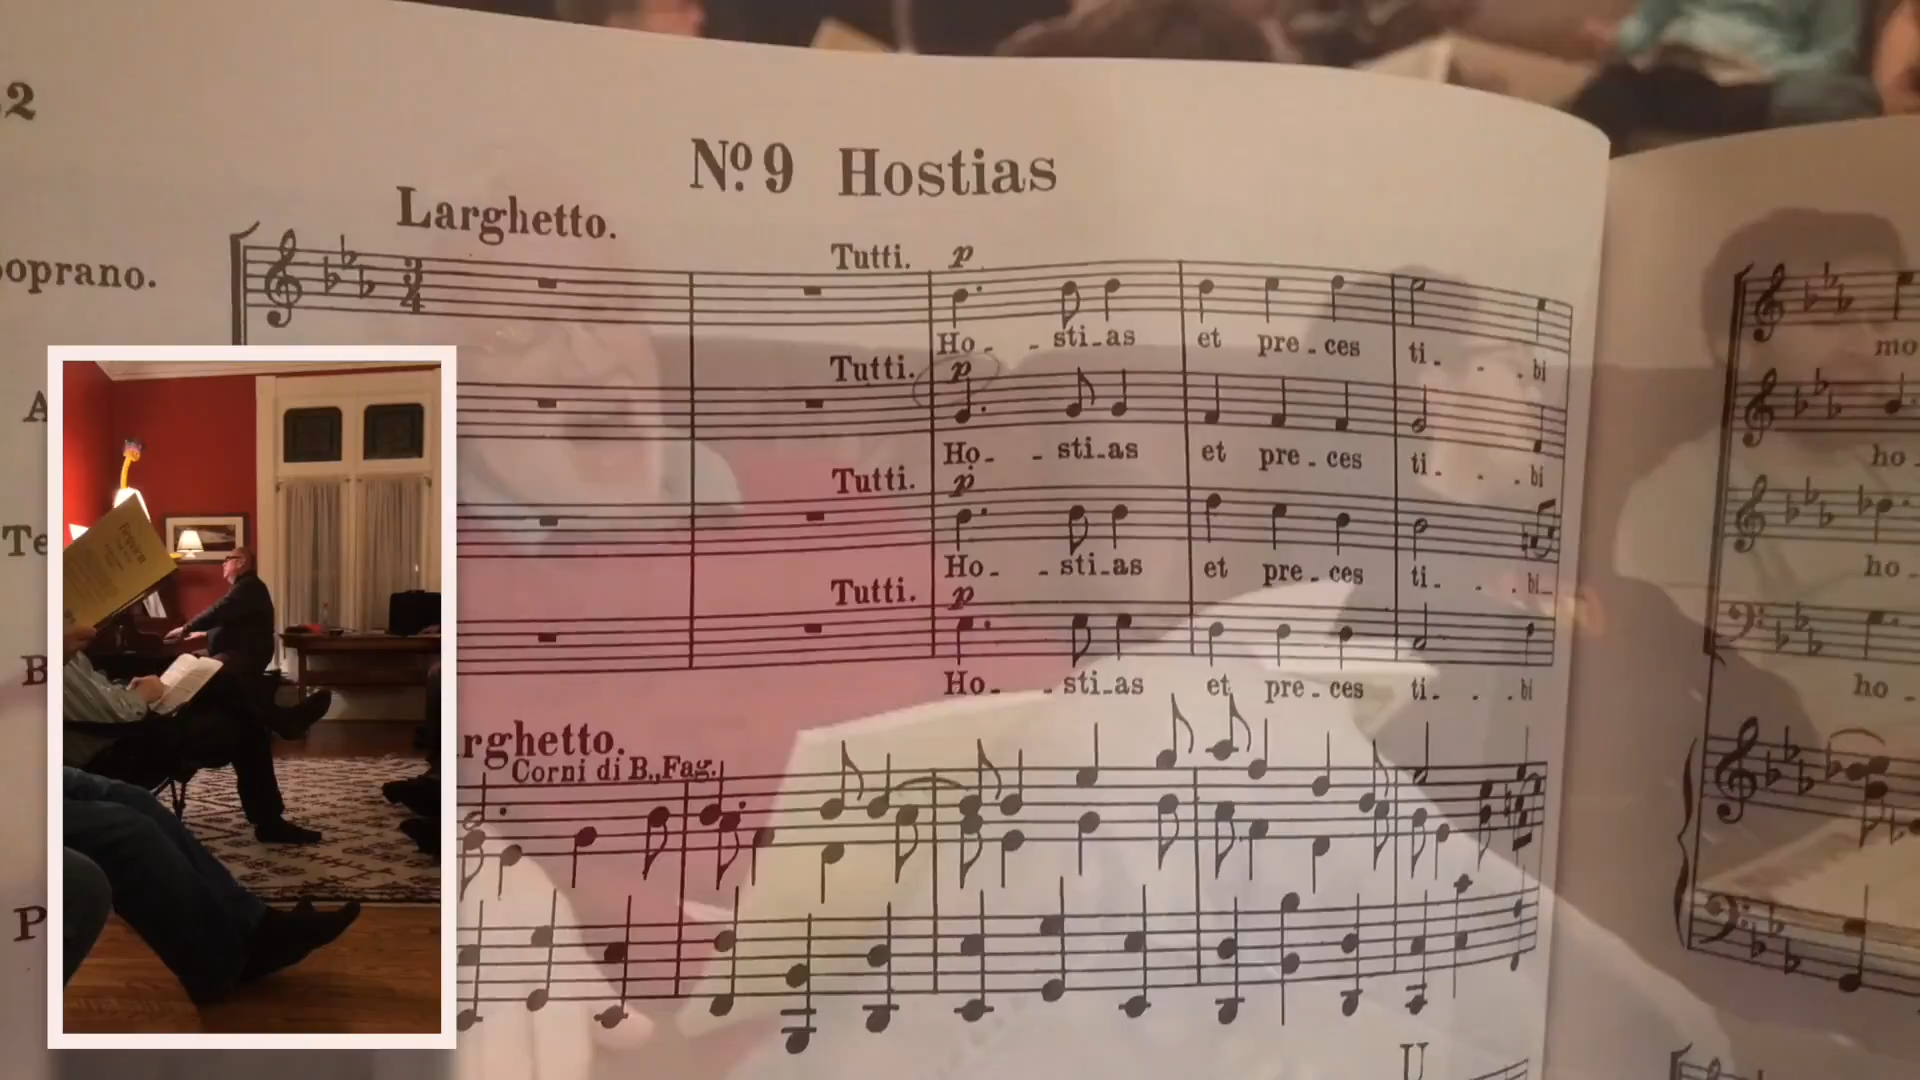 .2
Nº 9 Hostias
Larghetto.
oprano.
Tutti. p
Ho - - sti-as et pre-ces ti - - - bi
Tutti. p
Ho - - sti-as et pre-ces ti - - - bi
Tutti. p
Ho - - sti-as et pre-ces ti - - - bi
Tutti. p
Ho - - sti-as et pre-ces ti - - - bi
A
Te
B
P
rghetto.
Corni di B., Fag.
mo
ho -
ho -
ho -
Requiem